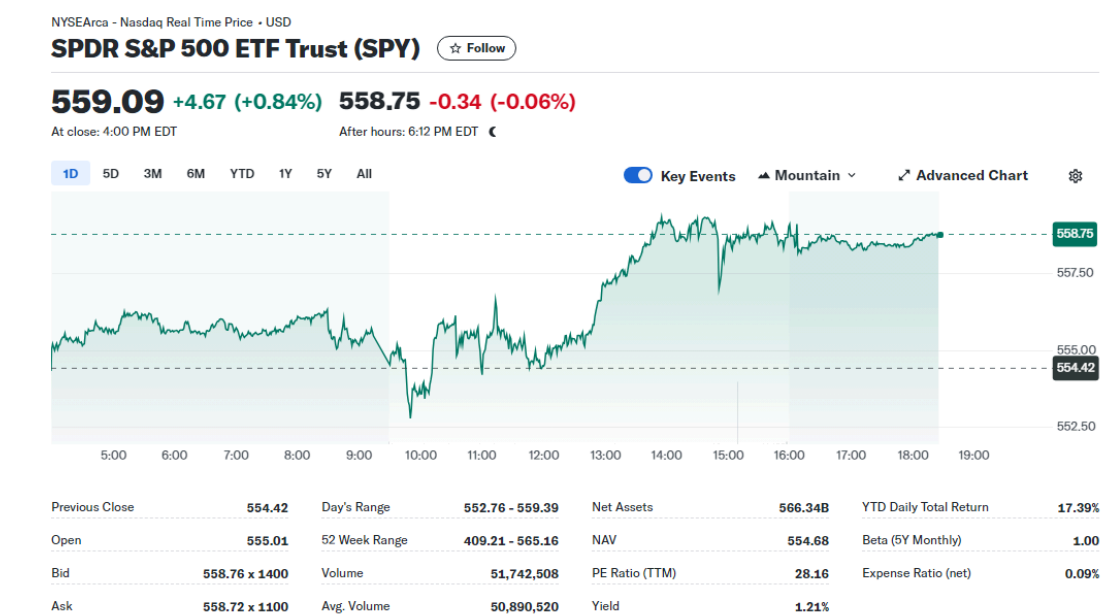 NYSEArca - Nasdaq Real Time Price • USD
SPDR S&P 500 ETF Trust (SPY)
Follow
559.09 +4.67 (+0.84%) 558.75 -0.34 (-0.06%)
At close: 4:00 PM EDT After hours: 6:12 PM EDT
1D 5D 3M 6M YTD 1Y 5Y All Key Events Mountain Advanced Chart
558.75
557.50
555.00
554.42
552.50
5:00 6:00 7:00 8:00 9:00 10:00 11:00 12:00 13:00 14:00 15:00 16:00 17:00 18:00 19:00
Previous Close 554.42 Day's Range 552.76 - 559.39 Net Assets 566.34B YTD Daily Total Return 17.39%
Open 555.01 52 Week Range 409.21 - 565.16 NAV 554.68 Beta (5Y Monthly) 1.00
Bid 558.76 x 1400 Volume 51,742,508 PE Ratio (TTM) 28.16 Expense Ratio (net) 0.09%
Ask 558.72 x 1100 Avg. Volume 50,890,520 Yield 1.21%